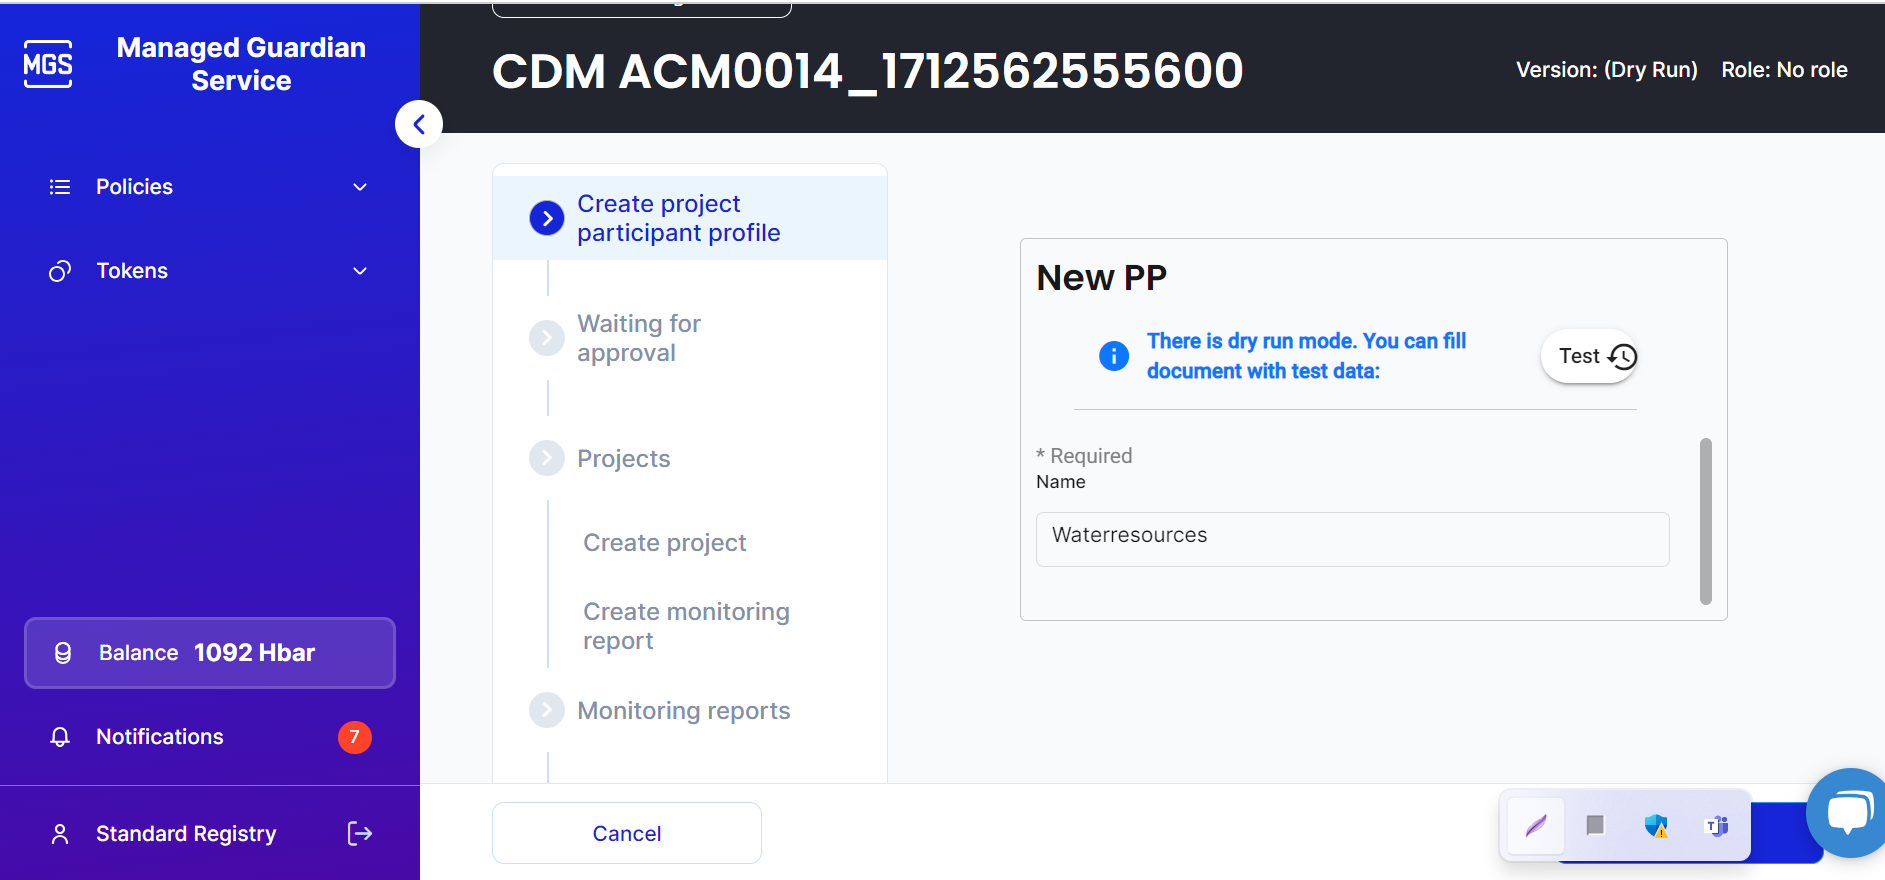 MGS
Managed Guardian
Service
Policies
Tokens
Balance 1092 Hbar
Notifications
7
Standard Registry
CDM ACM0014_1712562555600
Version: (Dry Run) Role: No role
Create project
participant profile
Waiting for
approval
Projects
Create project
Create monitoring
report
Monitoring reports
New PP
There is dry run mode. You can fill
document with test data:
Test
* Required
Name
Waterresources
Cancel